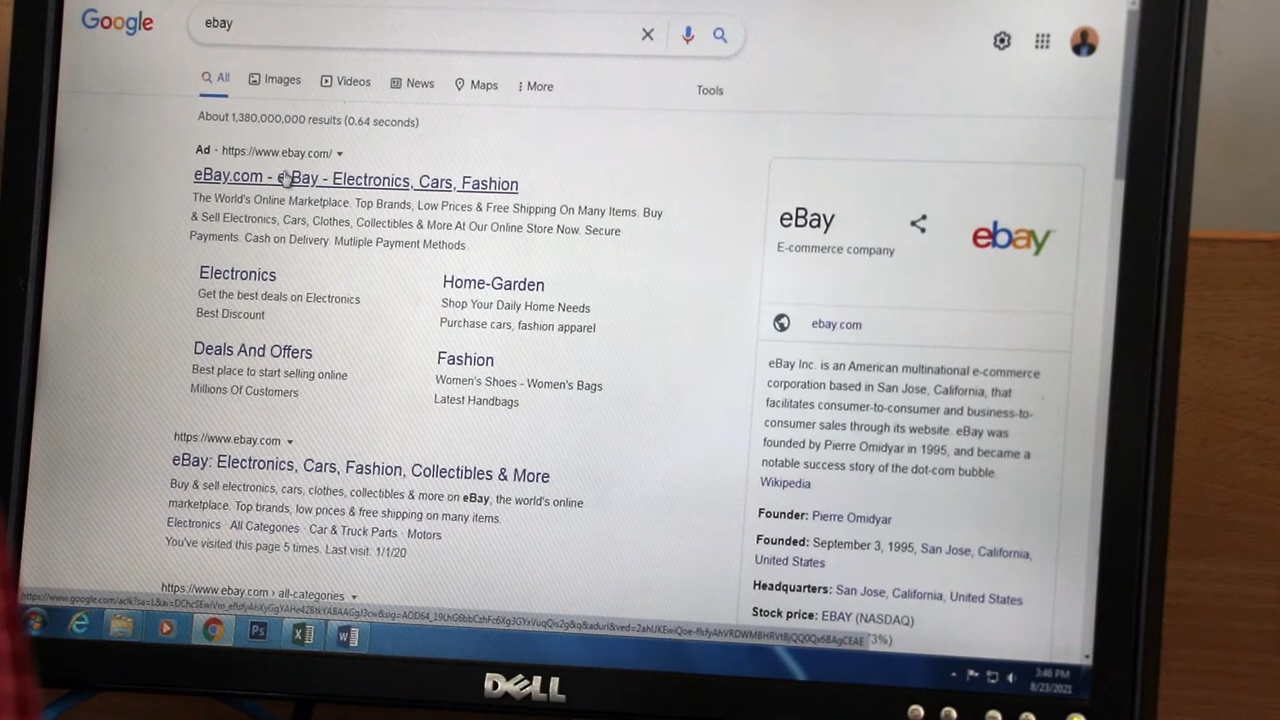 Google
ebay
All
Images
Videos
News
Maps
More
Tools
About 1,380,000,000 results (0.64 seconds)
Ad · https://www.ebay.com/
eBay.com - eBay - Electronics, Cars, Fashion
The World's Online Marketplace. Top Brands, Low Prices & Free Shipping On Many Items. Buy
& Sell Electronics, Cars, Clothes, Collectibles & More At Our Online Store Now. Secure
Payments. Cash on Delivery. Mutliple Payment Methods.
Electronics
Get the best deals on Electronics
Best Discount
Home-Garden
Shop Your Daily Home Needs
Purchase cars, fashion apparel
Deals And Offers
Best place to start selling online
Millions Of Customers
Fashion
Women's Shoes - Women's Bags
Latest Handbags
https://www.ebay.com
eBay: Electronics, Cars, Fashion, Collectibles & More
Buy & sell electronics, cars, clothes, collectibles & more on eBay, the world's online
marketplace. Top brands, low prices & free shipping on many items.
Electronics · All Categories · Car & Truck Parts · Motors
You've visited this page 5 times. Last visit: 1/1/20
https://www.ebay.com › all-categories
eBay
E-commerce company
ebay
ebay.com
eBay Inc. is an American multinational e-commerce
corporation based in San Jose, California, that
facilitates consumer-to-consumer and business-to-
consumer sales through its website. eBay was
founded by Pierre Omidyar in 1995, and became a
notable success story of the dot-com bubble.
Wikipedia
Founder: Pierre Omidyar
Founded: September 3, 1995, San Jose, California,
United States
Headquarters: San Jose, California, United States
Stock price: EBAY (NASDAQ)
Ps
3:46 PM
8/23/2021
DELL